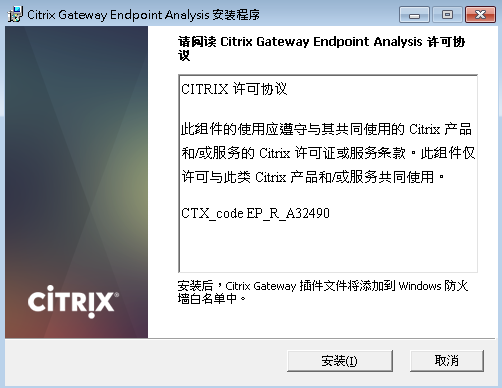 Citrix Gateway Endpoint Analysis 安装程序
请阅读 Citrix Gateway Endpoint Analysis 许可协
议
CITRIX 许可协议
此组件的使用应遵守与其共同使用的 Citrix 产品
和/或服务的 Citrix 许可证或服务条款。此组件仅
许可与此类 Citrix 产品和/或服务共同使用。
CTX_code EP_R_A32490
CİTRIX®
安装后，Citrix Gateway 插件文件将添加到 Windows 防火
墙白名单中。
安装(I)
取消